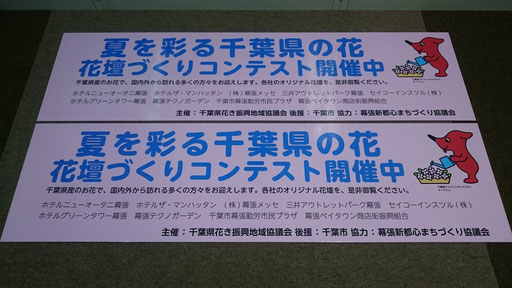 夏を彩る千葉県の花
花壇づくりコンテスト開催中
千葉県産のお花で、国内外から訪れる多くの方々をお迎えします。各社のオリジナル花壇を、是非御覧ください。
ホテルニューオータニ幕張 ホテルザ・マンハッタン (株)幕張メッセ 三井アウトレットパーク幕張 セイコーインスツル(株)
ホテルグリーンタワー幕張 幕張テクノガーデン 千葉市幕張勤労市民プラザ 幕張ベイタウン商店街振興組合
主催:千葉県花き振興地域協議会 後援:千葉市 協力:幕張新都心まちづくり協議会
夏を彩る千葉県の花
花壇づくりコンテスト開催中
千葉県産のお花で、国内外から訪れる多くの方々をお迎えします。各社のオリジナル花壇を、是非御覧ください。
ホテルニューオータニ幕張 ホテルザ・マンハッタン (株)幕張メッセ 三井アウトレットパーク幕張 セイコーインスツル(株)
ホテルグリーンタワー幕張 幕張テクノガーデン 千葉市幕張勤労市民プラザ 幕張ベイタウン商店街振興組合
主催:千葉県花き振興地域協議会 後援:千葉市 協力:幕張新都心まちづくり協議会